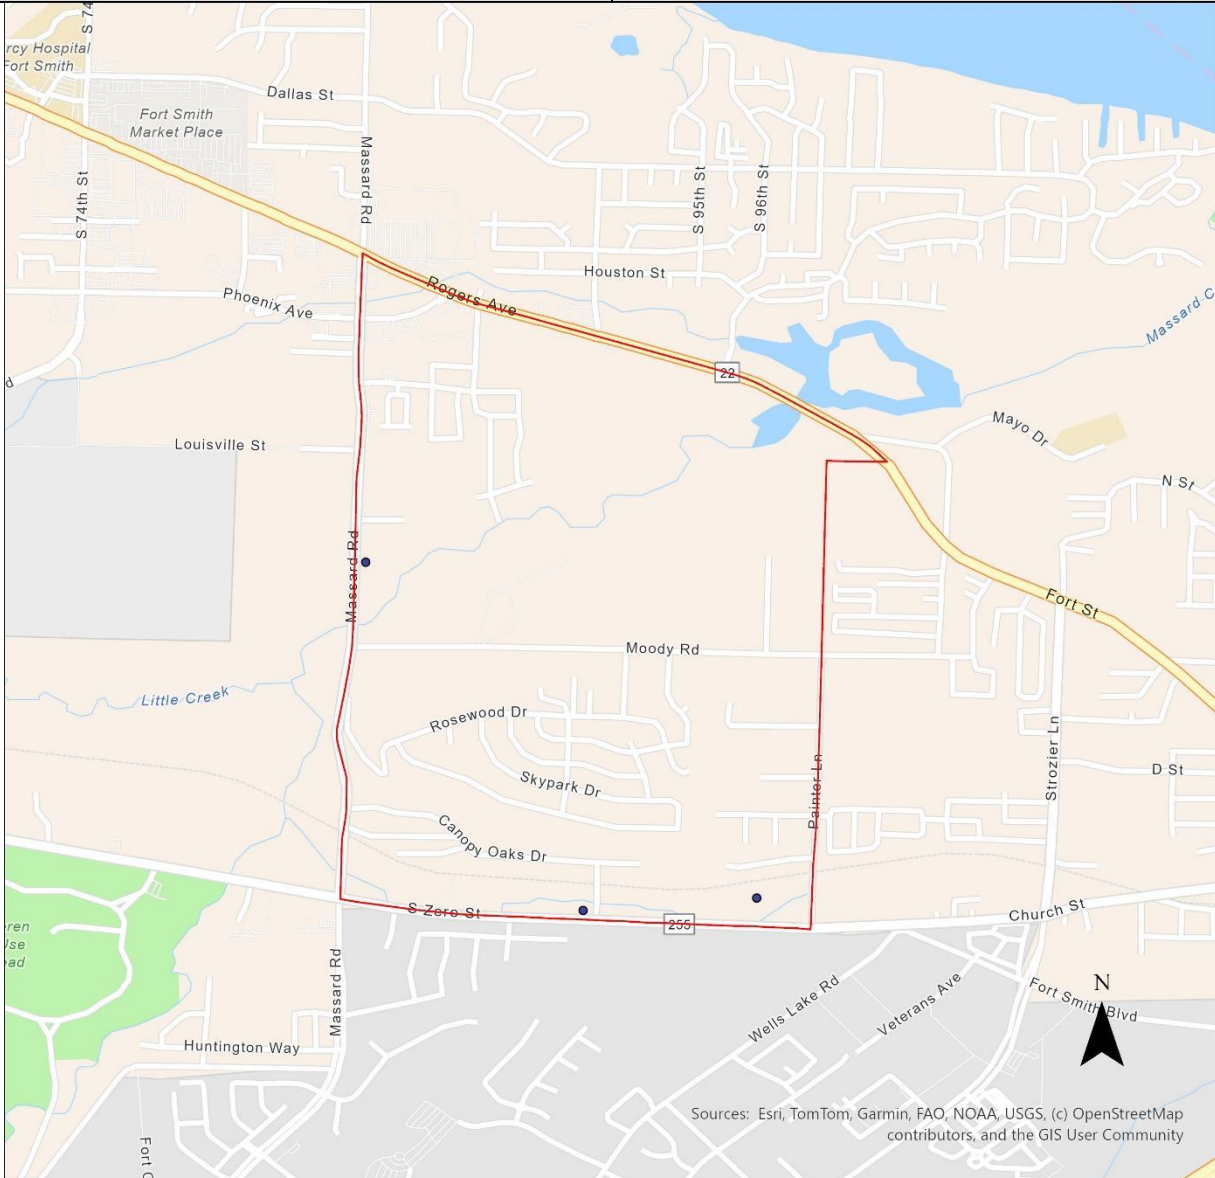 S 74
rcy Hospital
Fort Smith
Dallas St
Fort Smith
Market Place
Massard Rd
S 74th St
S 95th St
S 96th St
Houston St
Rogers Ave
Phoenix Ave
Massard C
22
d
Louisville St
Mayo Dr
N St
Massard Rd
Fort St
Moody Rd
Little Creek
Rosewood Dr
Skypark Dr
Strozier Ln
D St
Painter Ln
Canopy Oaks Dr
S Zero St
255
Church St
eren
Use
ead
Massard Rd
Wells Lake Rd
Veterans Ave
Fort Smith Blvd
N
Huntington Way
Fort C
Sources: Esri, TomTom, Garmin, FAO, NOAA, USGS, (c) OpenStreetMap
contributors, and the GIS User Community